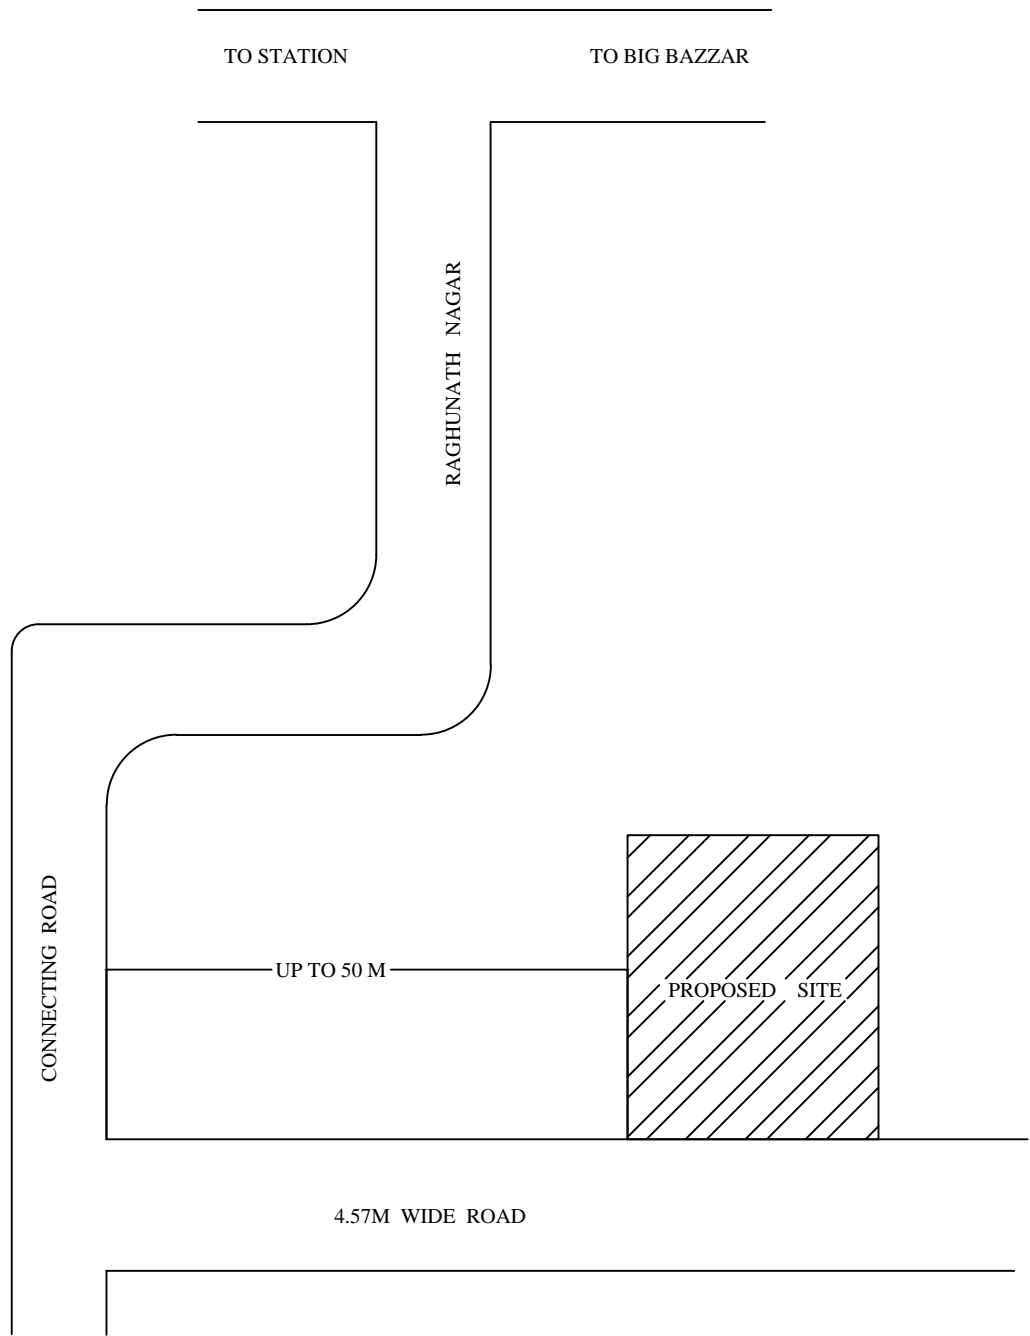 TO STATION
TO BIG BAZZAR
RAGHUNATH NAGAR
CONNECTING ROAD
UP TO 50 M
PROPOSED SITE
4.57M WIDE ROAD